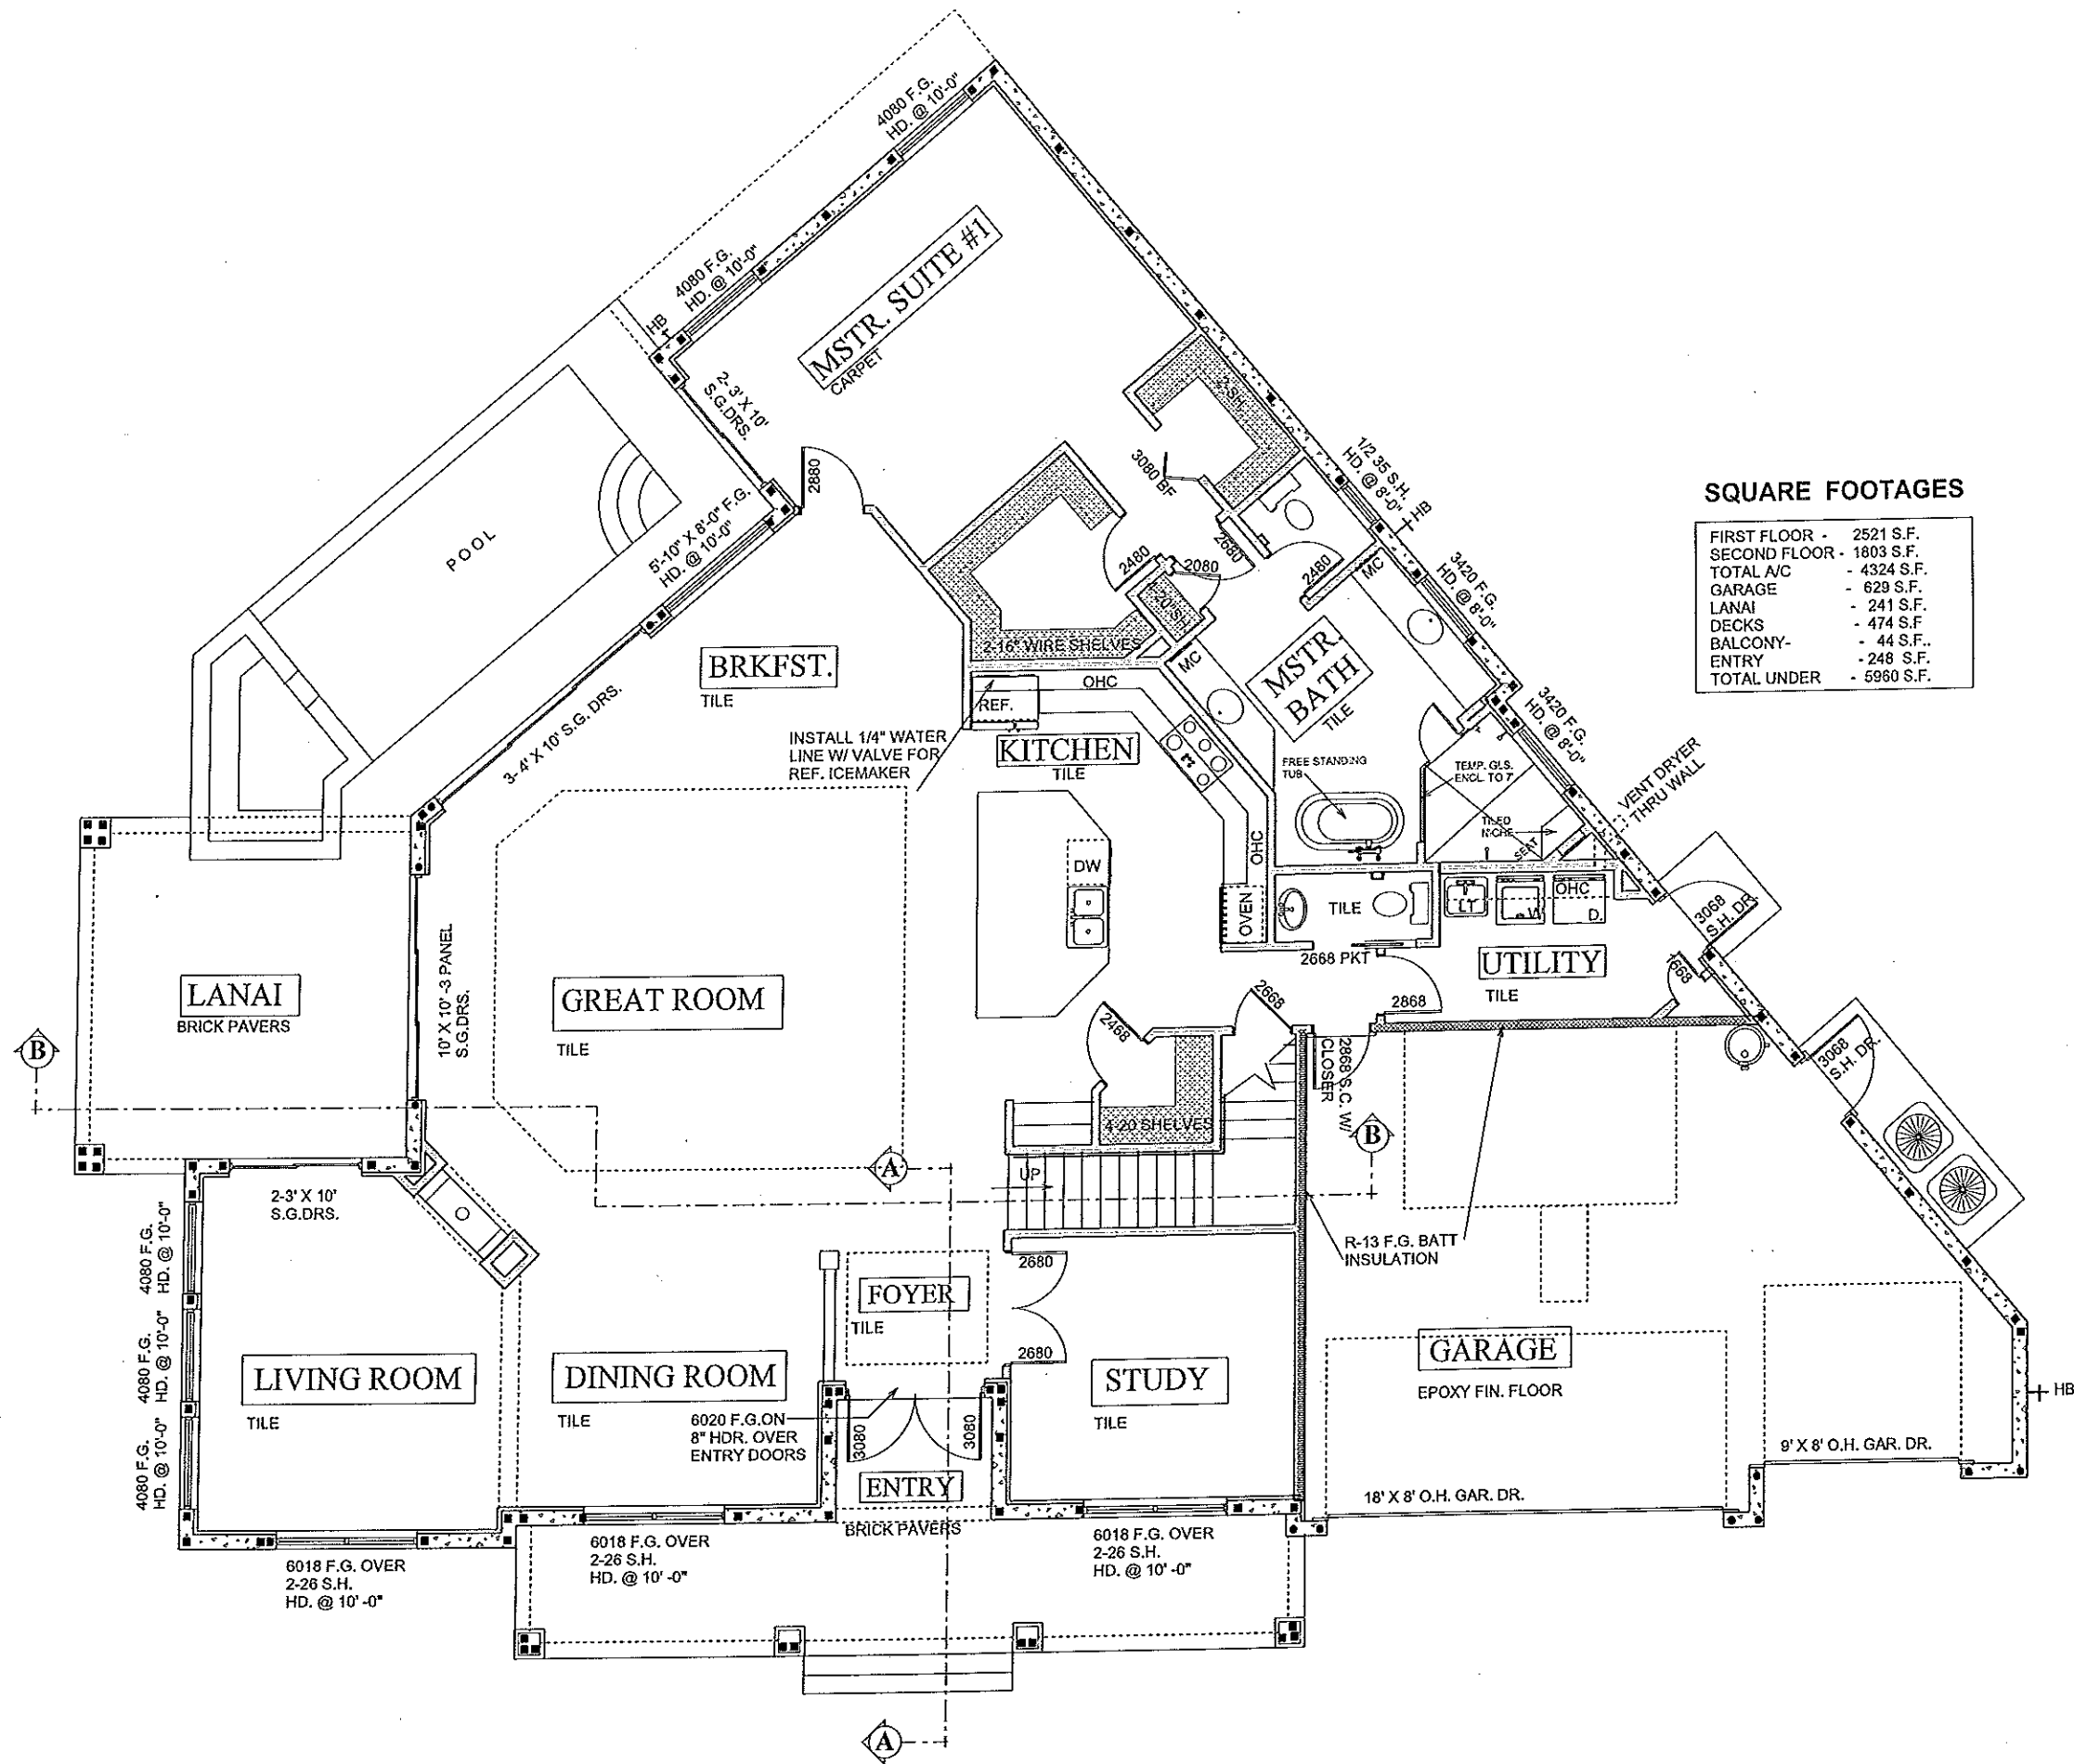 4080 F.G.
HD. @ 10'-0"
4080 F.G.
HD. @ 10'-0"
HB
MSTR. SUITE #1
CARPET
2- 3' X 10'
S.G.DRS.
2880
POOL
5'-10" X 8'-0" F.G.
HD. @ 10'-0"
2-SH.
3080 BF
1/2 35 S.H.
HD. @ 8'-0"
HB
2480
2080
2680
2480
MC
3420 F.G.
HD. @ 8'-0"
SQUARE FOOTAGES
FIRST FLOOR - 2521 S.F.
SECOND FLOOR - 1803 S.F.
TOTAL A/C - 4324 S.F.
GARAGE - 629 S.F.
LANAI - 241 S.F.
DECKS - 474 S.F
BALCONY- - 44 S.F..
ENTRY - 248 S.F.
TOTAL UNDER - 5960 S.F.
2-16" WIRE SHELVES
BRKFST.
TILE
3- 4' X 10' S.G. DRS.
OHC
REF.
MC
MSTR.
BATH
TILE
3420 F.G.
HD. @ 8'-0"
INSTALL 1/4" WATER
LINE W/ VALVE FOR
REF. ICEMAKER
KITCHEN
TILE
FREE STANDING
TUB
TEMP. GLS.
ENCL. TO 7'
TILED
NICHE
SEAT
VENT DRYER
THRU WALL
OHC
DW
OVEN
TILE
LT
W.
OHC
D.
3068
S.H. DR.
2668 PKT
UTILITY
TILE
1668
2868
LANAI
BRICK PAVERS
10' X 10' -3 PANEL
S.G.DRS.
GREAT ROOM
TILE
2468
2668
2868 S.C. W/
CLOSER
3068
S.H. DR.
B
4-20 SHELVES
B
A
UP
2-3' X 10'
S.G.DRS.
R-13 F.G. BATT
INSULATION
4080 F.G.
HD. @ 10'-0"
4080 F.G.
HD. @ 10'-0"
4080 F.G.
HD. @ 10'-0"
2680
FOYER
TILE
2680
LIVING ROOM
TILE
DINING ROOM
TILE
STUDY
TILE
GARAGE
EPOXY FIN. FLOOR
HB
6020 F.G.ON
8" HDR. OVER
ENTRY DOORS
3080
3080
ENTRY
BRICK PAVERS
9' X 8' O.H. GAR. DR.
18' X 8' O.H. GAR. DR.
6018 F.G. OVER
2-26 S.H.
HD. @ 10' -0"
6018 F.G. OVER
2-26 S.H.
HD. @ 10' -0"
6018 F.G. OVER
2-26 S.H.
HD. @ 10' -0"
A